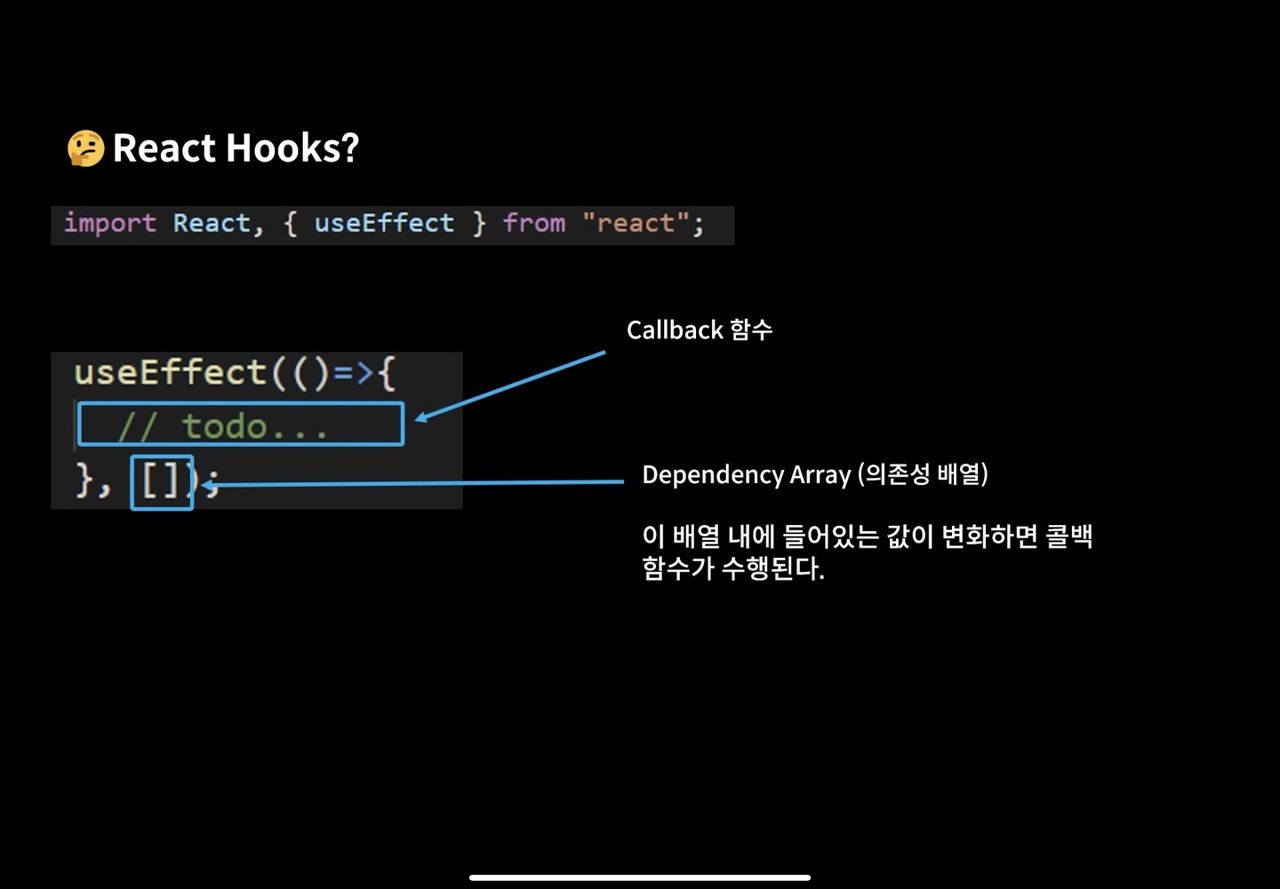 🤔React Hooks?
import React, { useEffect } from "react";
Callback 함수
useEffect(()=>{
// todo...
}, []);
Dependency Array (의존성 배열)
이 배열 내에 들어있는 값이 변화하면 콜백
함수가 수행된다.